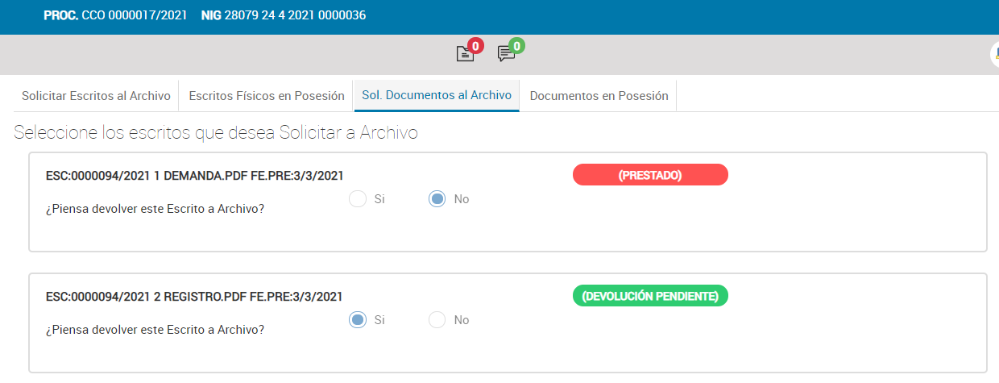 PROC. CCO 0000017/2021 NIG 28079 24 4 2021 0000036
0 0
Solicitar Escritos al Archivo Escritos Físicos en Posesión Sol. Documentos al Archivo Documentos en Posesión
Seleccione los escritos que desea Solicitar a Archivo
ESC:0000094/2021 1 DEMANDA.PDF FE.PRE:3/3/2021 (PRESTADO)
¿Piensa devolver este Escrito a Archivo? Si No
ESC:0000094/2021 2 REGISTRO.PDF FE.PRE:3/3/2021 (DEVOLUCIÓN PENDIENTE)
¿Piensa devolver este Escrito a Archivo? Si No